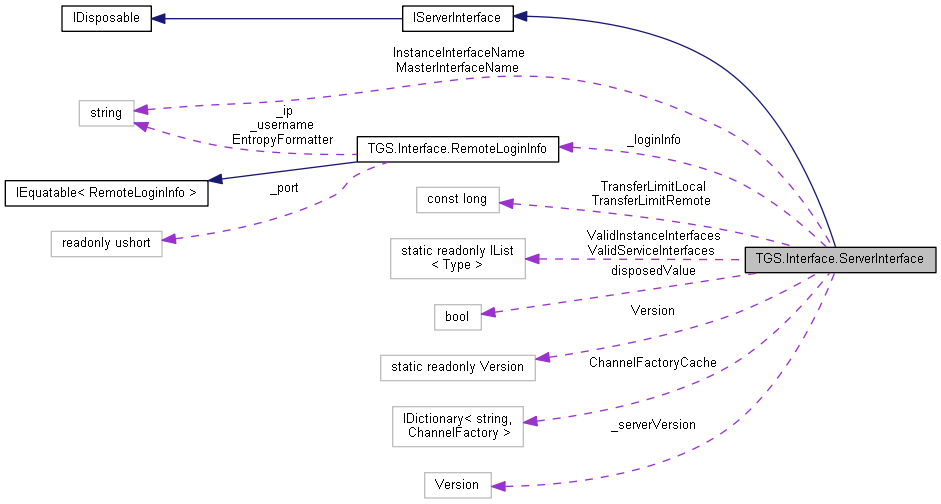 IDisposable
IServerInterface
InstanceInterfaceName
MasterInterfaceName
string
_ip
_username
EntropyFormatter
TGS.Interface.RemoteLoginInfo
_loginInfo
IEquatable< RemoteLoginInfo >
_port
const long
TransferLimitLocal
TransferLimitRemote
readonly ushort
static readonly IList
< Type >
ValidInstanceInterfaces
ValidServiceInterfaces
TGS.Interface.ServerInterface
disposedValue
bool
Version
static readonly Version
ChannelFactoryCache
IDictionary< string,
ChannelFactory >
_serverVersion
Version